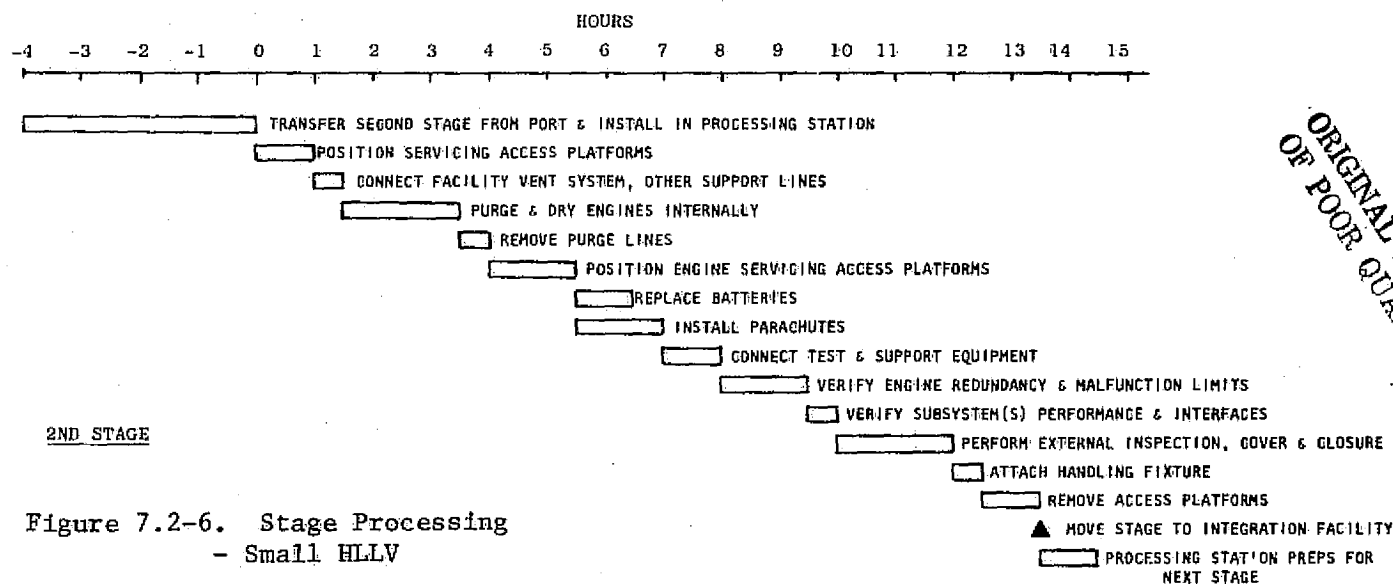 HOURS
-4 -3 -2 -1 0 1 2 3 4 5 6 7 8 9 10 11 12 13 14 15
TRANSFER SECOND STAGE FROM PORT & INSTALL IN PROCESSING STATION
POSITION SERVICING ACCESS PLATFORMS
CONNECT FACILITY VENT SYSTEM, OTHER SUPPORT LINES
PURGE & DRY ENGINES INTERNALLY
REMOVE PURGE LINES
POSITION ENGINE SERVICING ACCESS PLATFORMS
REPLACE BATTERIES
INSTALL PARACHUTES
CONNECT TEST & SUPPORT EQUIPMENT
VERIFY ENGINE REDUNDANCY & MALFUNCTION LIMITS
VERIFY SUBSYSTEM(S) PERFORMANCE & INTERFACES
PERFORM EXTERNAL INSPECTION, COVER & CLOSURE
ATTACH HANDLING FIXTURE
REMOVE ACCESS PLATFORMS
MOVE STAGE TO INTEGRATION FACILITY
PROCESSING STATION PREPS FOR
NEXT STAGE
2ND STAGE
Figure 7.2-6. Stage Processing
- Small HLLV
ORIGINAL
OF POOR